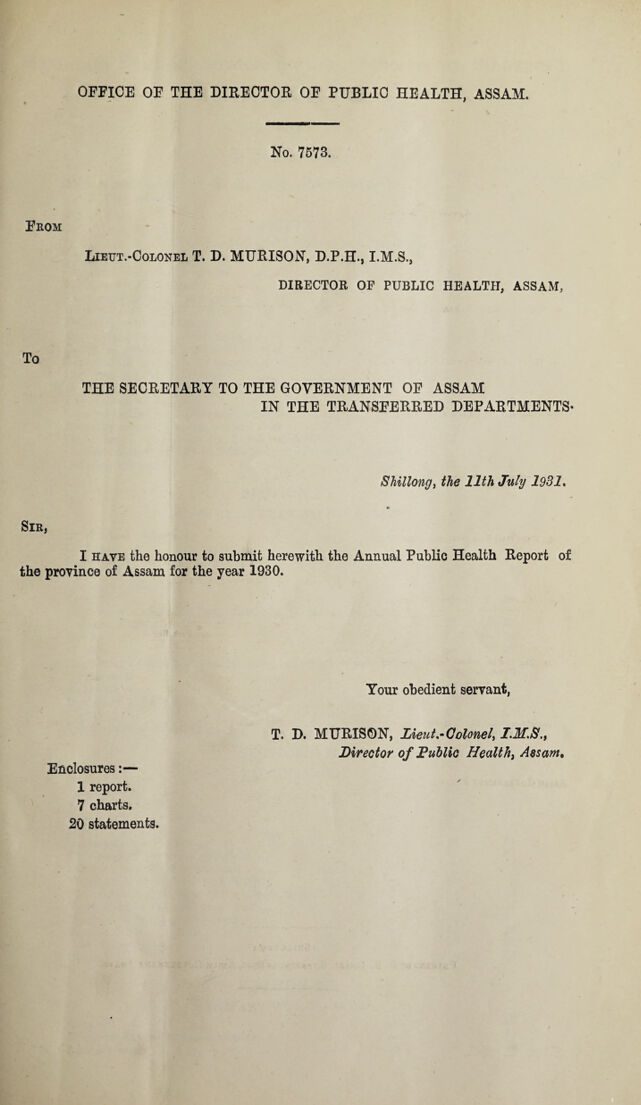 OFFICE OF THE DIRECTOR OF PUBLIC HEALTH, ASSAM.
No. 7573.
FROM
LIEUT.-COLONEL T. D. MURISON, D.P.H., I.M.S.,
DIRECTOR OF PUBLIC HEALTH, ASSAM,
To
THE SECRETARY TO THE GOVERNMENT OF ASSAM
IN THE TRANSFERRED DEPARTMENTS.
Shillong, the 11th July 1931.
SIR,
I HAVE the honour to submit herewith the Annual Public Health Report of
the province of Assam for the year 1930.
Your obedient servant,
T. D. MURISON, Lieut.-Colonel, I.M.S.,
Director of Public Health, Assam.
Enclosures :—
1 report.
7 charts.
20 statements.